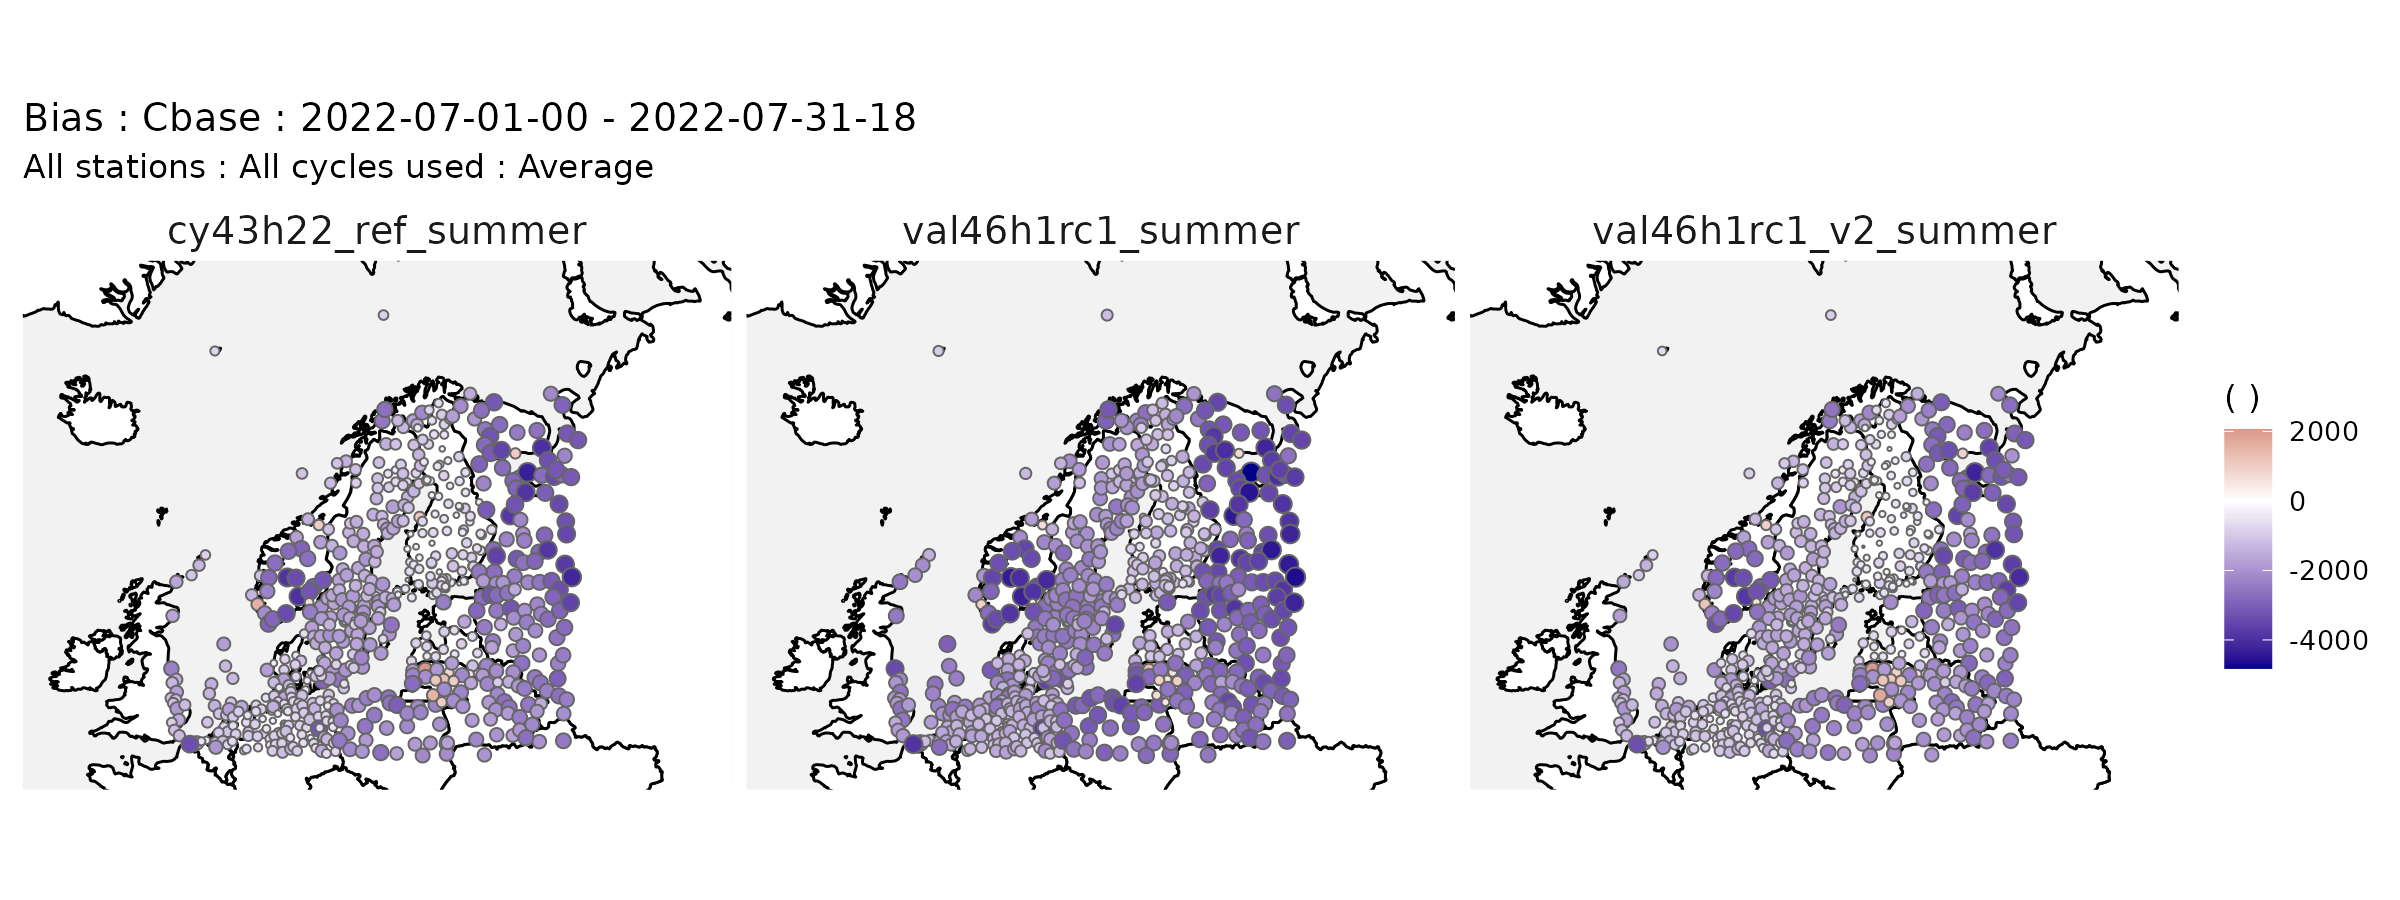 Bias : Cbase : 2022-07-01-00 - 2022-07-31-18
All stations : All cycles used : Average
cy43h22_ref_summer
val46h1rc1_summer
val46h1rc1_v2_summer
( )
2000
0
-2000
-4000